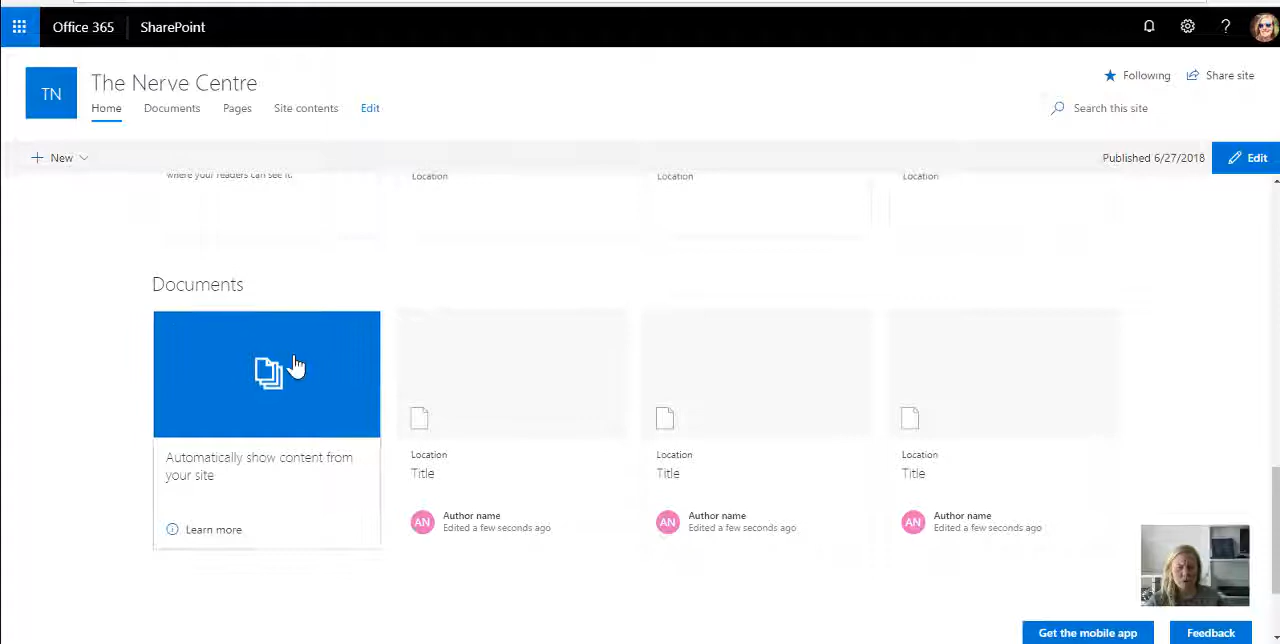 Office 365
SharePoint
TN
The Nerve Centre
Following
Share site
Home
Documents
Pages
Site contents
Edit
Search this site
New
Published 6/27/2018
Edit
where your readers can see it.
Location
Location
Location
Documents
Automatically show content from
your site
Learn more
Location
Title
AN
Author name
Edited a few seconds ago
Location
Title
AN
Author name
Edited a few seconds ago
Location
Title
AN
Author name
Edited a few seconds ago
Get the mobile app
Feedback